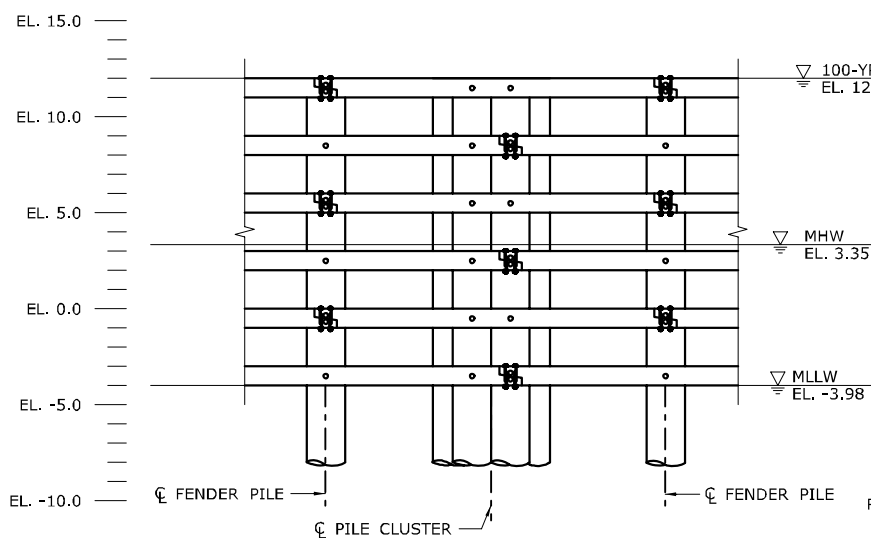 EL. 15.0
100-Y
EL. 12
EL. 10.0
EL. 5.0
MHW
EL. 3.35
EL. 0.0
MLLW
EL. -3.98
EL. -5.0
℄ FENDER PILE
℄ FENDER PILE
EL. -10.0
℄ PILE CLUSTER